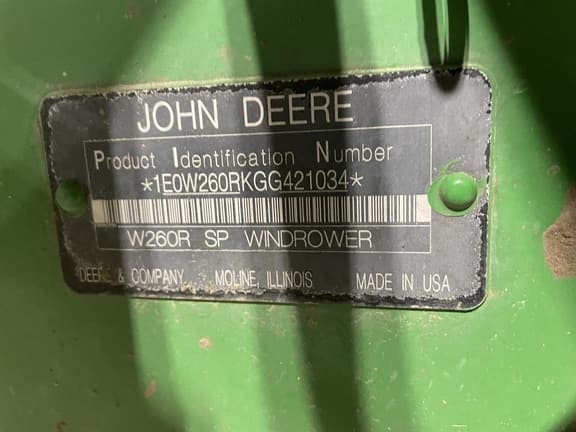 JOHN DEERE
Product Identification Number
*1E0W260RKGG421034*
W260R SP WINDROWER
DEERE & COMPANY MOLINE, ILLINOIS MADE IN USA